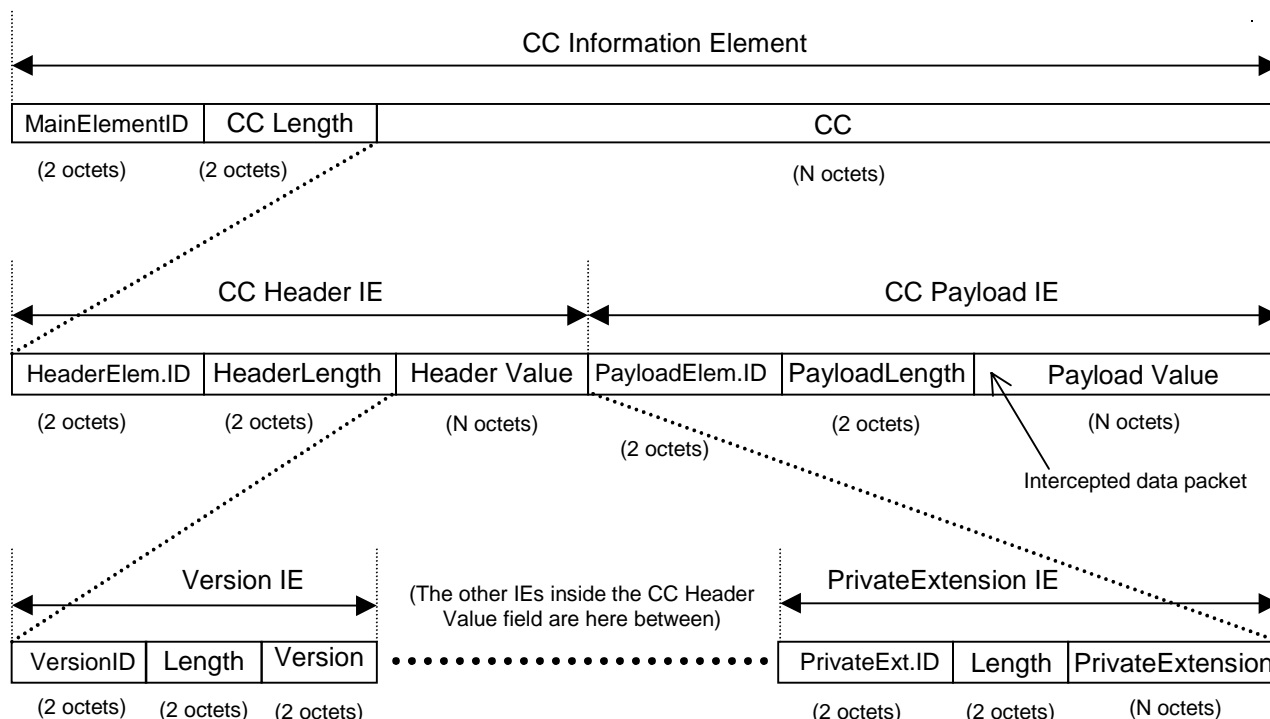 CC Information Element
MainElementID CC Length CC
(2 octets) (2 octets) (N octets)
CC Header IE CC Payload IE
HeaderElem.ID HeaderLength Header Value PayloadElem.ID PayloadLength Payload Value
(2 octets) (2 octets) (N octets) (2 octets) (2 octets) (N octets)
Intercepted data packet
Version IE (The other IEs inside the CC Header PrivateExtension IE
Value field are here between)
VersionID Length Version PrivateExt.ID Length PrivateExtension
(2 octets) (2 octets) (2 octets) (2 octets) (2 octets) (N octets)